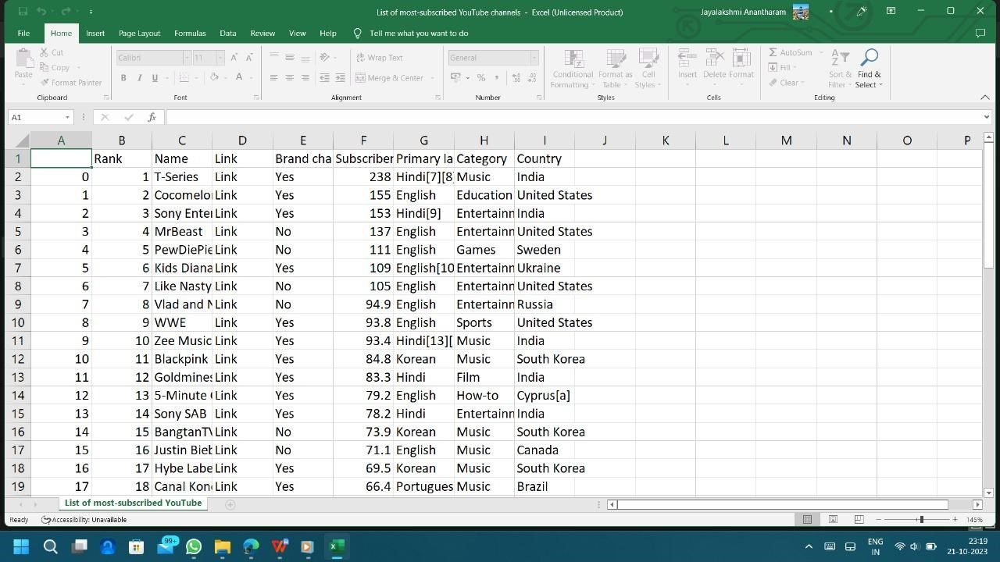 List of most-subscribed YouTube channels - Excel (Unlicensed Product)
Jayalakshmi Anantharam
File Home Insert Page Layout Formulas Data Review View Help Tell me what you want to do
Paste Cut Copy Format Painter
Clipboard
Calibri 11
B I U
Font
Wrap Text
Merge & Center
Alignment
General
%
Number
Conditional Formatting Format as Table Cell Styles
Styles
Insert Delete Format
Cells
AutoSum Fill Clear Sort & Filter Find & Select
Editing
A1 fx
A B C D E F G H I J K L M N O P
1 Rank Name Link Brand cha Subscriber Primary la Category Country
2 0 1 T-Series Link Yes 238 Hindi[7][8] Music India
3 1 2 Cocomelo Link Yes 155 English Education United States
4 2 3 Sony Enter Link Yes 153 Hindi[9] Entertainm India
5 3 4 MrBeast Link No 137 English Entertainm United States
6 4 5 PewDiePie Link No 111 English Games Sweden
7 5 6 Kids Diana Link Yes 109 English[10 Entertainm Ukraine
8 6 7 Like Nasty Link No 105 English Entertainm United States
9 7 8 Vlad and N Link No 94.9 English Entertainm Russia
10 8 9 WWE Link Yes 93.8 English Sports United States
11 9 10 Zee Music Link Yes 93.4 Hindi[13][ Music India
12 10 11 Blackpink Link Yes 84.8 Korean Music South Korea
13 11 12 Goldmines Link Yes 83.3 Hindi Film India
14 12 13 5-Minute C Link Yes 79.2 English How-to Cyprus[a]
15 13 14 Sony SAB Link Yes 78.2 Hindi Entertainm India
16 14 15 BangtanTV Link No 73.9 Korean Music South Korea
17 15 16 Justin Bieb Link No 71.1 English Music Canada
18 16 17 Hybe Labe Link Yes 69.5 Korean Music South Korea
19 17 18 Canal Kon Link Yes 66.4 Portugues Music Brazil
List of most-subscribed YouTube
Ready Accessibility: Unavailable 145%
99+
ENG 23:19
IN 21-10-2023